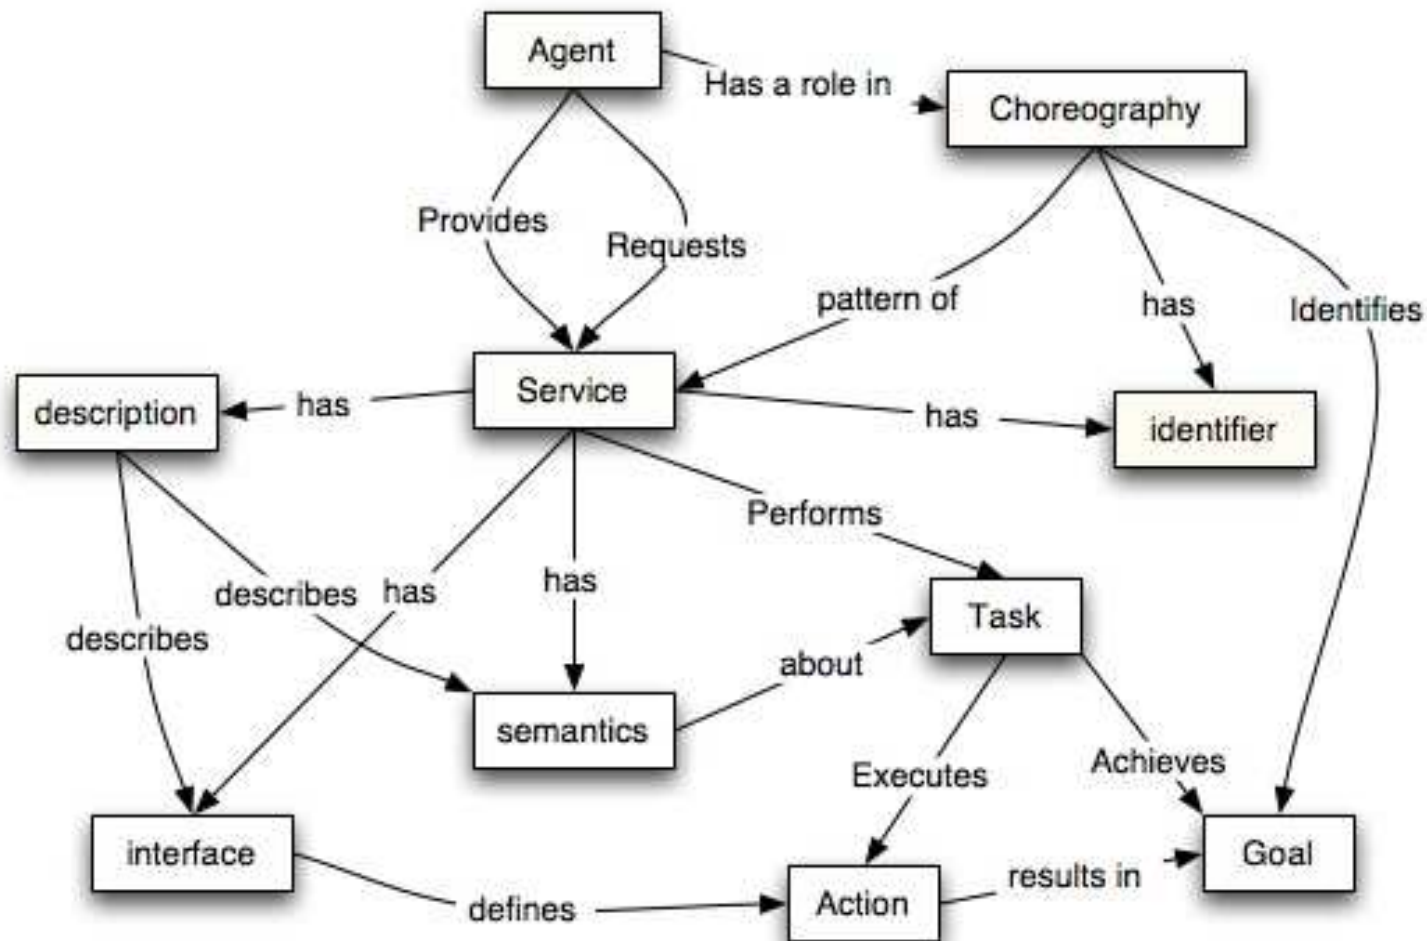 Agent
Has a role in
Choreography
Provides
Requests
pattern of
has
Identifies
description
has
Service
has
identifier
Performs
describes
has
has
describes
Task
about
semantics
Executes
Achieves
interface
defines
Action
results in
Goal